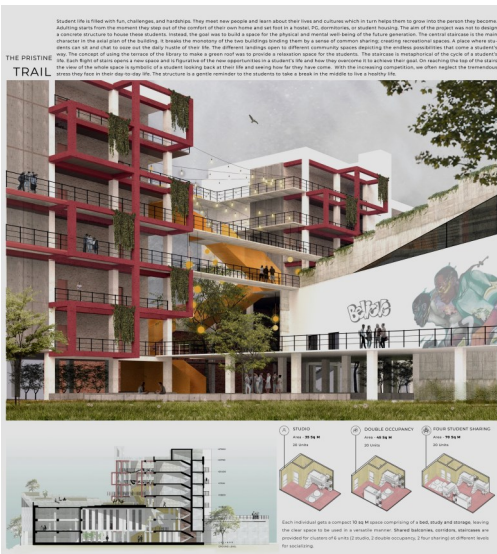 Student life is filled with fun, challenges, and hardships. They meet new people and learn about their lives and cultures which in turn helps them to grow into the person they become.
Adulting starts from the moment they step out of the comfort of their own home and set foot in a hostel, PG, dormitories, or student housing. The aim of the project was not to design
a concrete structure to house these students. Instead, the goal was to build a space for the physical and mental well-being of the future generation. The central staircase is the main
character in the axial plan of the building. It breaks the monotony of the two buildings binding them by a sense of community sharing; creating recreational spaces. A place where stu-
dents can sit and chat to ooze out the daily hustle of their life. The different landings open to different community spaces depicting the endless possibilities that come a student's
way. The concept of using the terrace of the library to make a green roof was to provide a relaxation space for the students. The staircase is metaphorical of the cycle of a student's
life. Each flight of stairs opens a new space and is figurative of the new opportunities in a student's life and how they overcome it to achieve their goal. On reaching the top of the stairs
the view of the whole space is symbolic of a student looking back at their life and seeing how far they have come. With the increasing competition, we often neglect the tremendous
stress they face in their day-to-day life. The structure is a gentle reminder to the students to take a break in the middle to live a healthy life.
THE PRISTINE
TRAIL
Believe
STUDIO
Area - 20 Sq M
20 Units
DOUBLE OCCUPANCY
20 Units
FOUR STUDENT SHARING
20 Units
Each individual gets a compact 10 sq M space comprising of a bed, study and storage, leaving
the clear space to be used in a versatile manner. Shared balconies, corridors, staircases are
provided for clusters of 6 units (2 studio, 2 double occupancy, 2 four sharing) at different levels
for socializing.